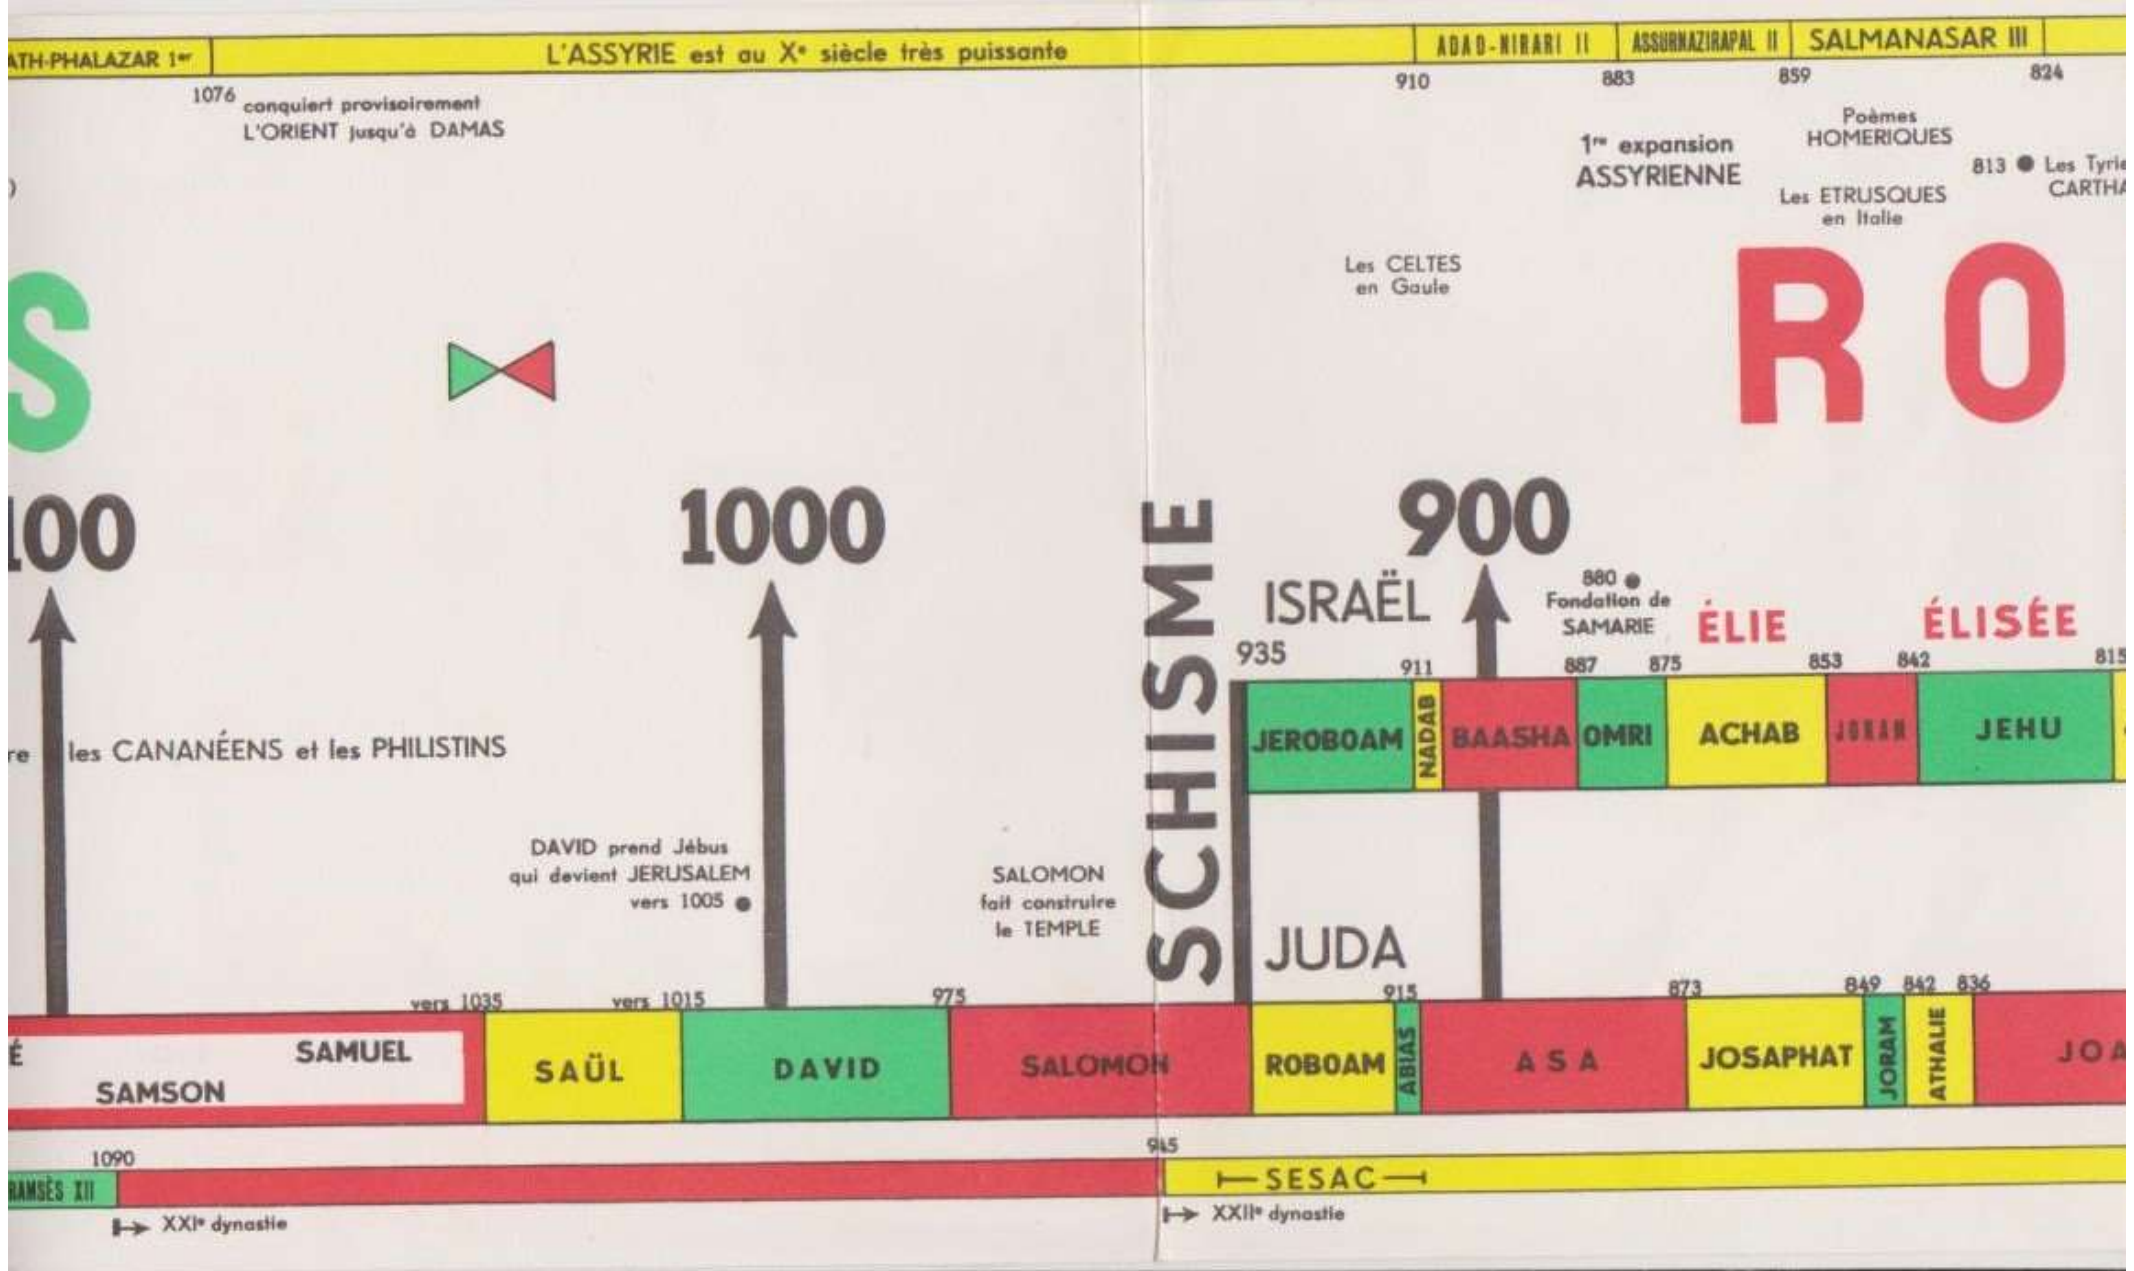 ATH-PHALAZAR 1er
L'ASSYRIE est au Xe siècle très puissante
ADAD-NIRARI II
ASSURNAZIRAPAL II
SALMANASAR III
1076
910
883
859
824
conquiert provisoirement
L'ORIENT jusqu'à DAMAS
)
1re expansion
ASSYRIENNE
Poèmes
HOMERIQUES
813 ● Les Tyrie
CARTHA
Les ETRUSQUES
en Italie
Les CELTES
en Gaule
S
RO
100
1000
900
SCHISME
ISRAËL
880 ●
Fondation de
SAMARIE
ÉLIE
ÉLISÉE
935
911
887
875
853
842
815
JEROBOAM
NADAB
BAASHA
OMRI
ACHAB
JORAM
JEHU
re les CANANÉENS et les PHILISTINS
DAVID prend Jébus
qui devient JERUSALEM
vers 1005 ●
SALOMON
fait construire
le TEMPLE
JUDA
vers 1035
vers 1015
975
915
873
849
842
836
É
SAMUEL
SAMSON
SAÜL
DAVID
SALOMON
ROBOAM
ABIAS
ASA
JOSAPHAT
JORAM
ATHALIE
JOA
1090
945
RAMSÈS XII
SESAC
XXIe dynastie
XXIIe dynastie